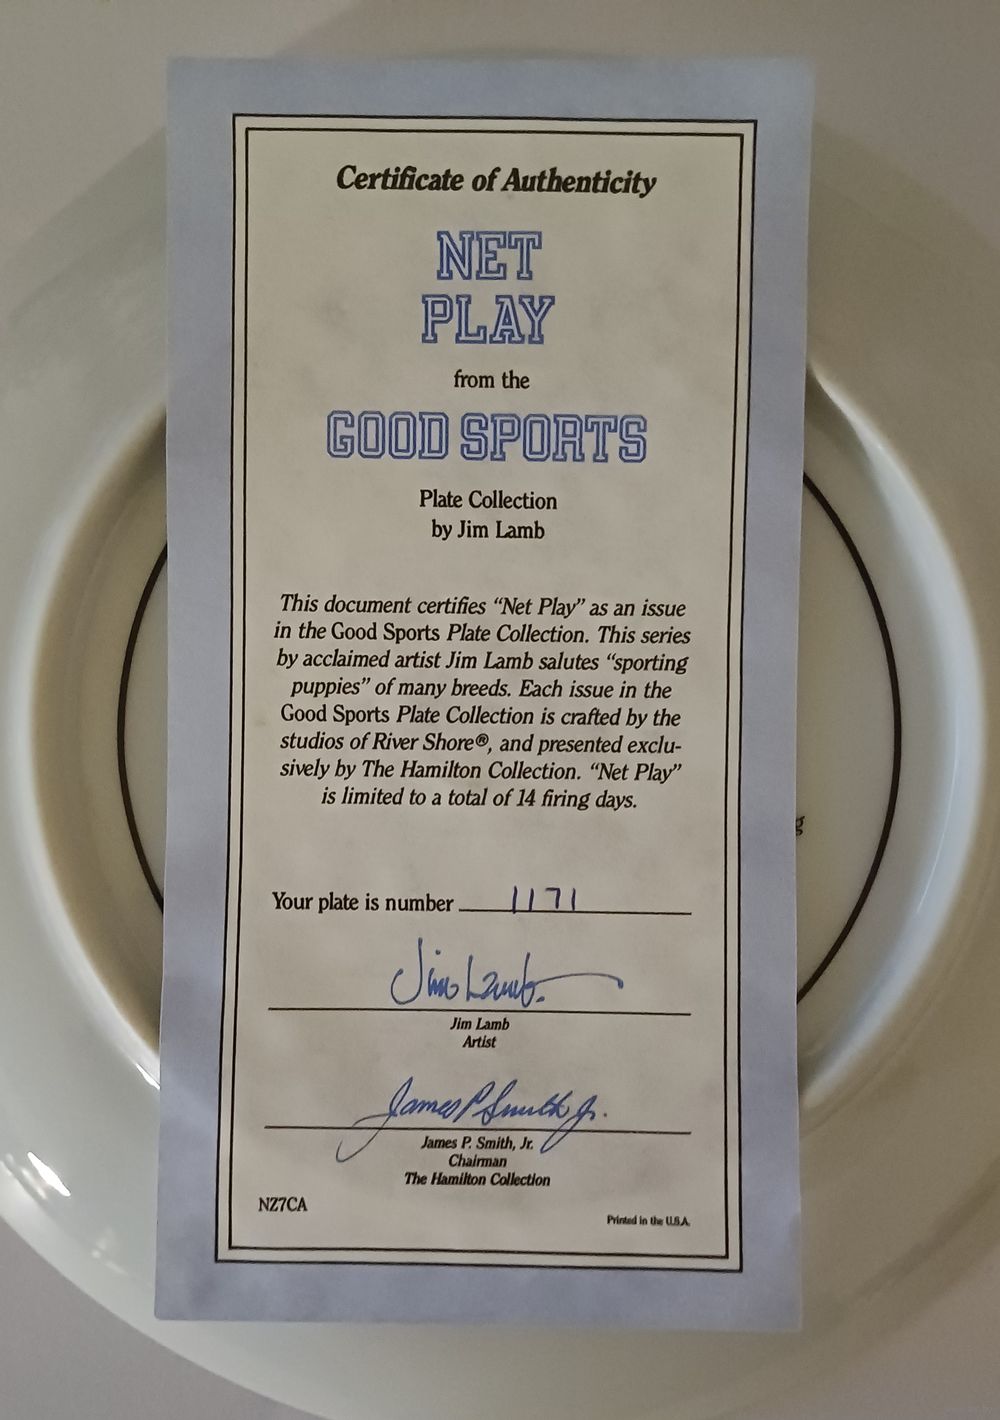 Certificate of Authenticity
NET
PLAY
from the
GOOD SPORTS
Plate Collection
by Jim Lamb
This document certifies “Net Play” as an issue
in the Good Sports Plate Collection. This series
by acclaimed artist Jim Lamb salutes “sporting
puppies” of many breeds. Each issue in the
Good Sports Plate Collection is crafted by the
studios of River Shore®, and presented exclu-
sively by The Hamilton Collection. “Net Play”
is limited to a total of 14 firing days.
Your plate is number 1171
Jim Lamb
Jim Lamb
Artist
James P Smith Jr.
James P. Smith, Jr.
Chairman
The Hamilton Collection
NZ7CA
Printed in the U.S.A.